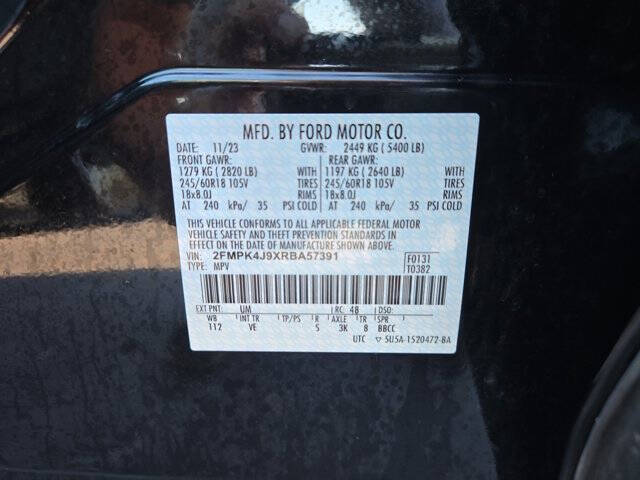 MFD. BY FORD MOTOR CO.
DATE: 11/23 GVWR: 2449 KG ( 5400 LB)
FRONT GAWR: REAR GAWR:
1279 KG ( 2820 LB) WITH 1197 KG ( 2640 LB) WITH
245/60R18 105V TIRES 245/60R18 105V TIRES
18x8.0J RIMS 18x8.0J RIMS
AT 240 kPa/ 35 PSI COLD AT 240 kPa/ 35 PSI COLD
THIS VEHICLE CONFORMS TO ALL APPLICABLE FEDERAL MOTOR
VEHICLE SAFETY AND THEFT PREVENTION STANDARDS IN
EFFECT ON THE DATE OF MANUFACTURE SHOWN ABOVE.
VIN: 2FMPK4J9XRBA57391 F0131
TYPE: MPV T0382
EXT PNT: UM RC: 48 DSO:
WB INT TR TP/PS R AXLE TR SPR
112 VE S 3K 8 BBCC
UTC ▽ 5U5A-1520472-BA